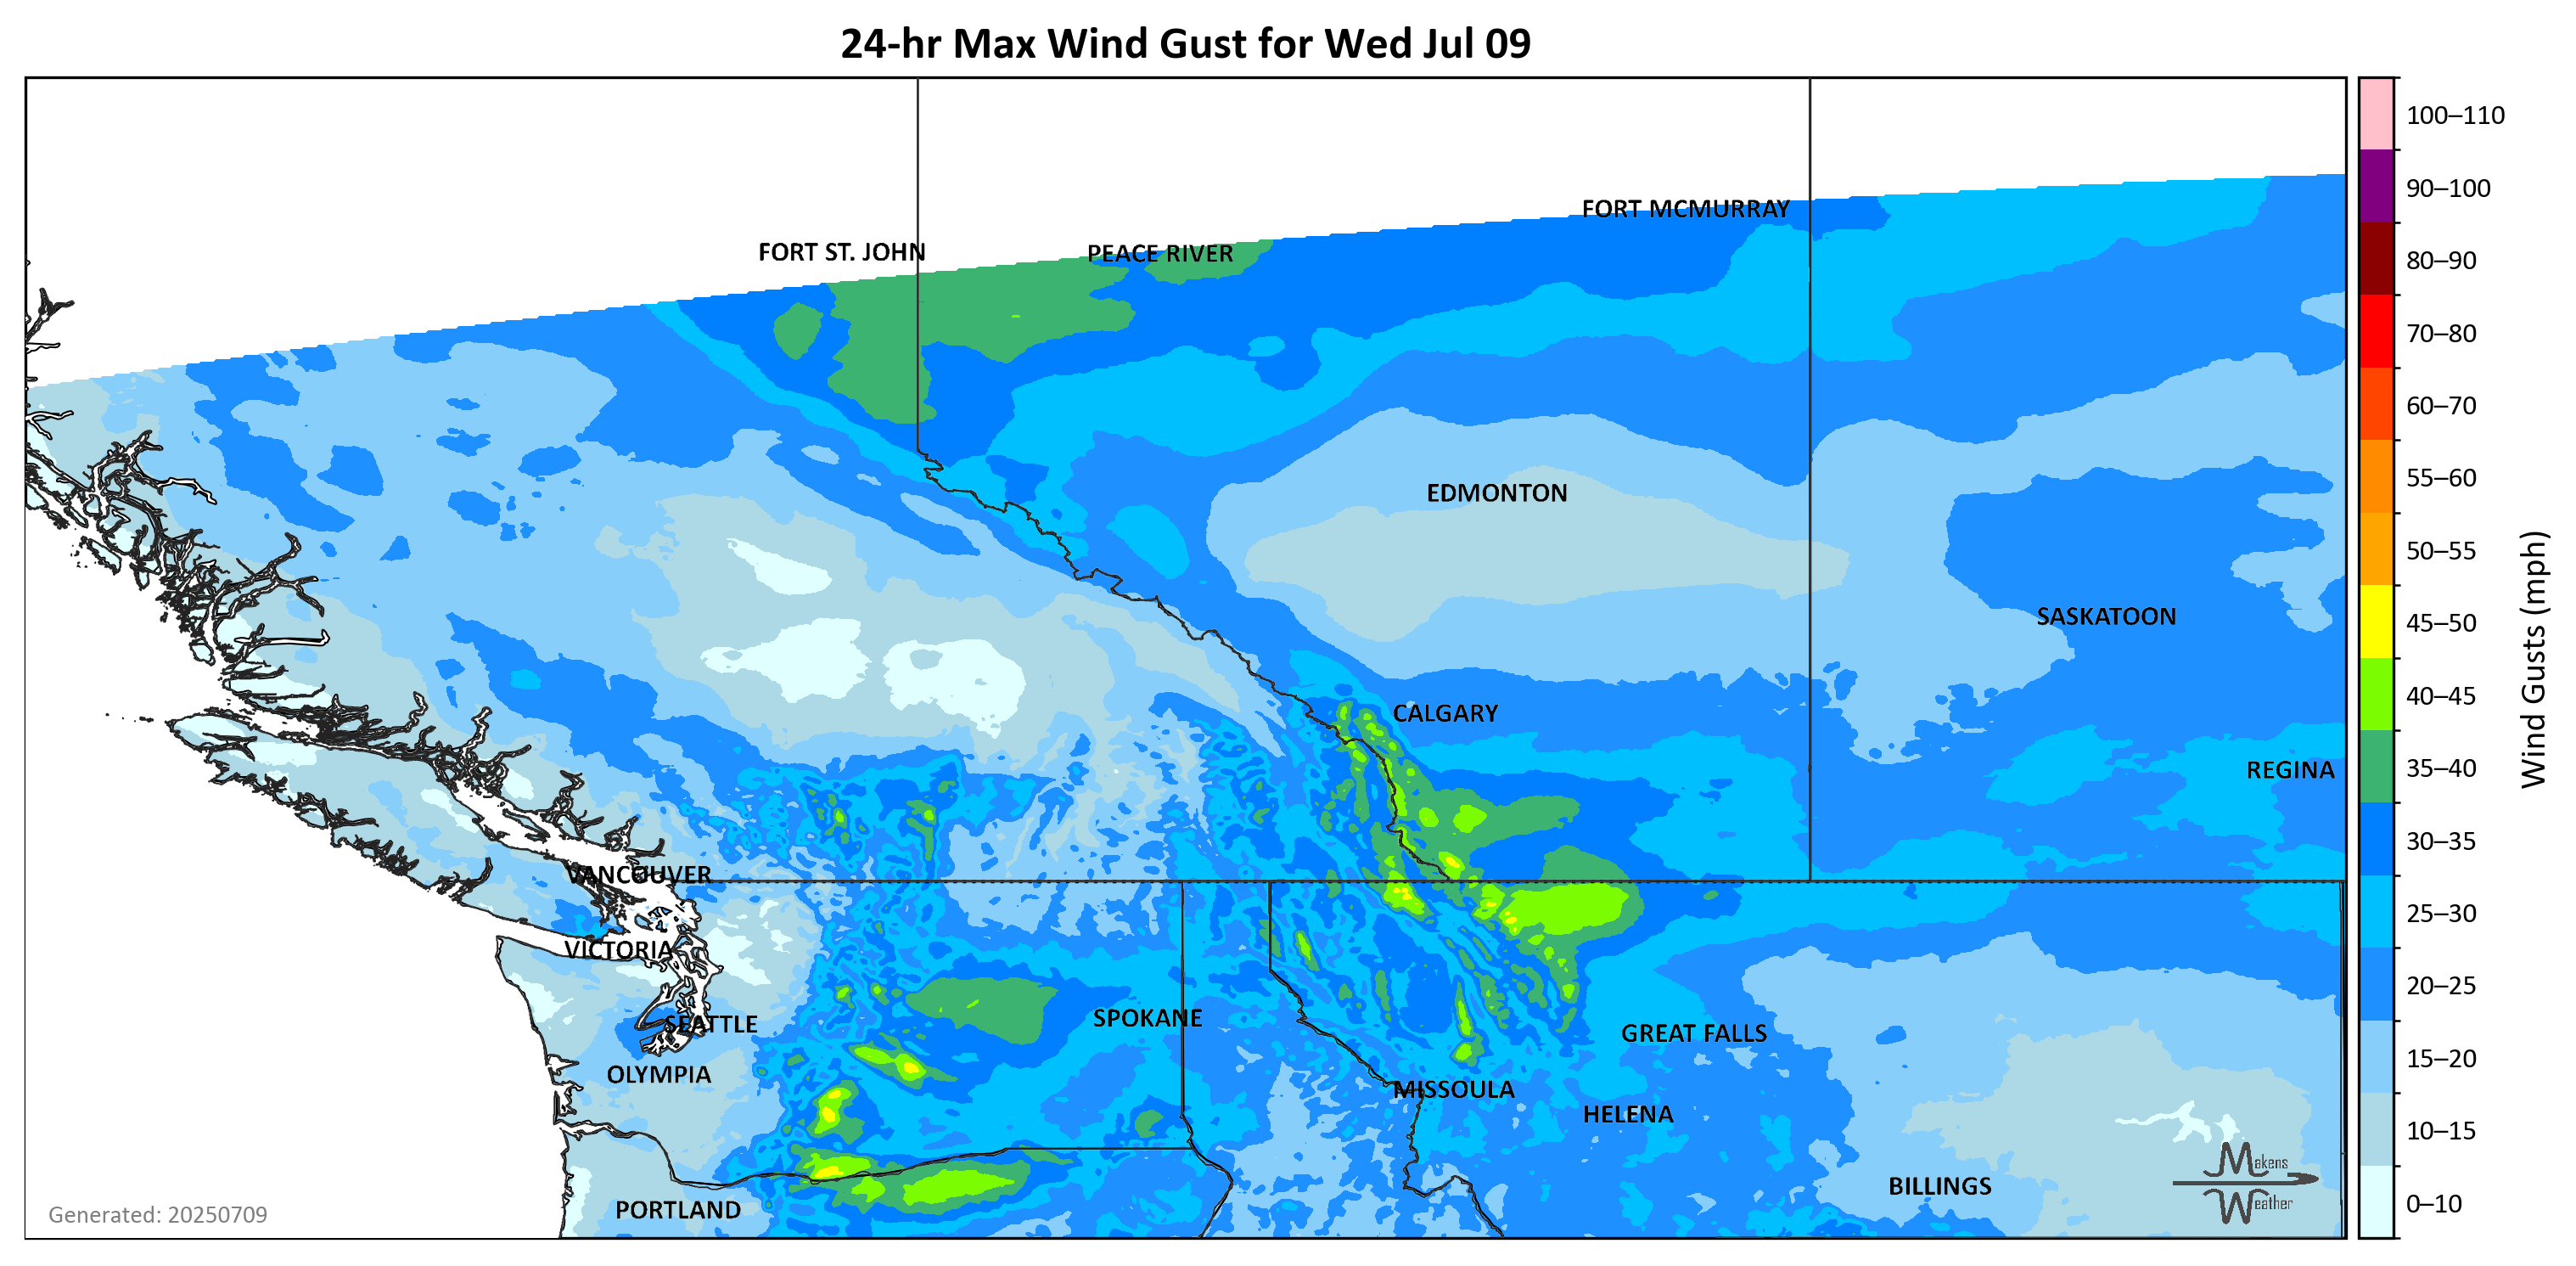 24-hr Max Wind Gust for Wed Jul 09
100–110
90–100
80–90
70–80
60–70
55–60
50–55
45–50
40–45
35–40
30–35
25–30
20–25
15–20
10–15
0–10
Wind Gusts (mph)
FORT MCMURRAY
FORT ST. JOHN
PEACE RIVER
EDMONTON
SASKATOON
CALGARY
REGINA
VANCOUVER
VICTORIA
SEATTLE
SPOKANE
GREAT FALLS
OLYMPIA
MISSOULA
HELENA
BILLINGS
PORTLAND
Makens
Weather
Generated: 20250709